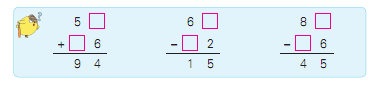 5 □ 6 □ 8 □
+ □ 6 − □ 2 − □ 6
9 4 1 5 4 5